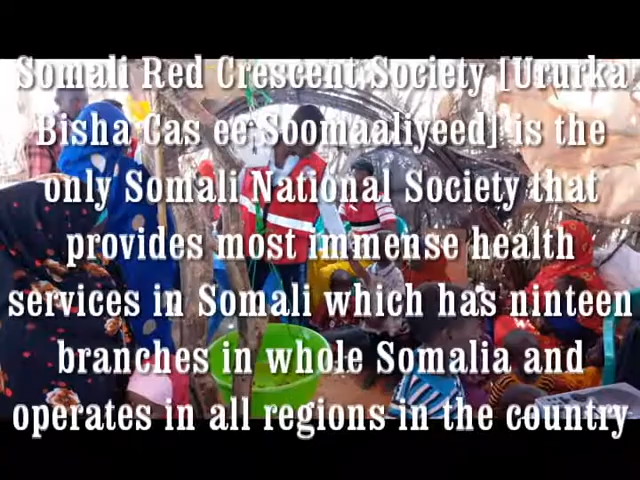 Somali Red Crescent Society [Ururka
Bisha Cas ee Soomaaliyeed] is the
only Somali National Society that
provides most immense health
services in Somali which has ninteen
branches in whole Somalia and
operates in all regions in the country